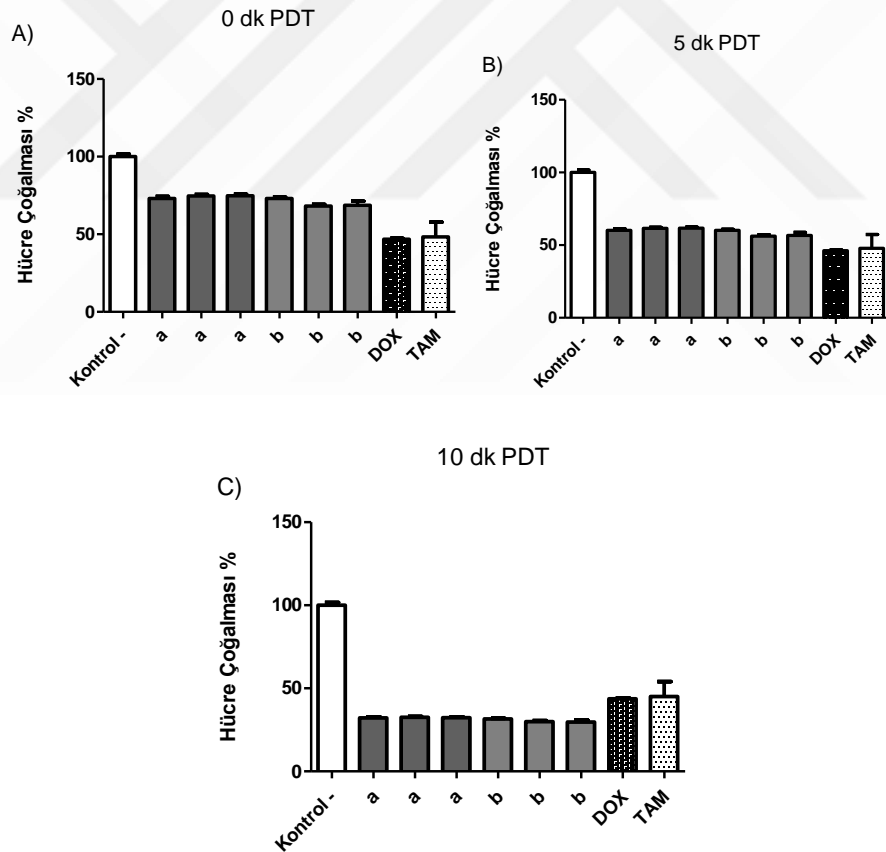 A)
0 dk PDT
Hücre Çoğalması %
150
100
50
0
Kontrol -
a
a
a
b
b
b
DOX
TAM
B)
5 dk PDT
Hücre Çoğalması %
150
100
50
0
Kontrol -
a
a
a
b
b
b
DOX
TAM
C)
10 dk PDT
Hücre Çoğalması %
150
100
50
0
Kontrol -
a
a
a
b
b
b
DOX
TAM